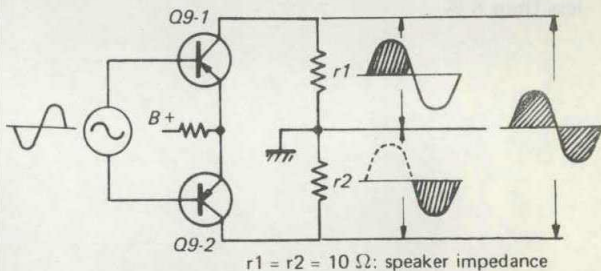 Q9-1
r1
B+
r2
Q9-2
r1 = r2 = 10 Ω: speaker impedance